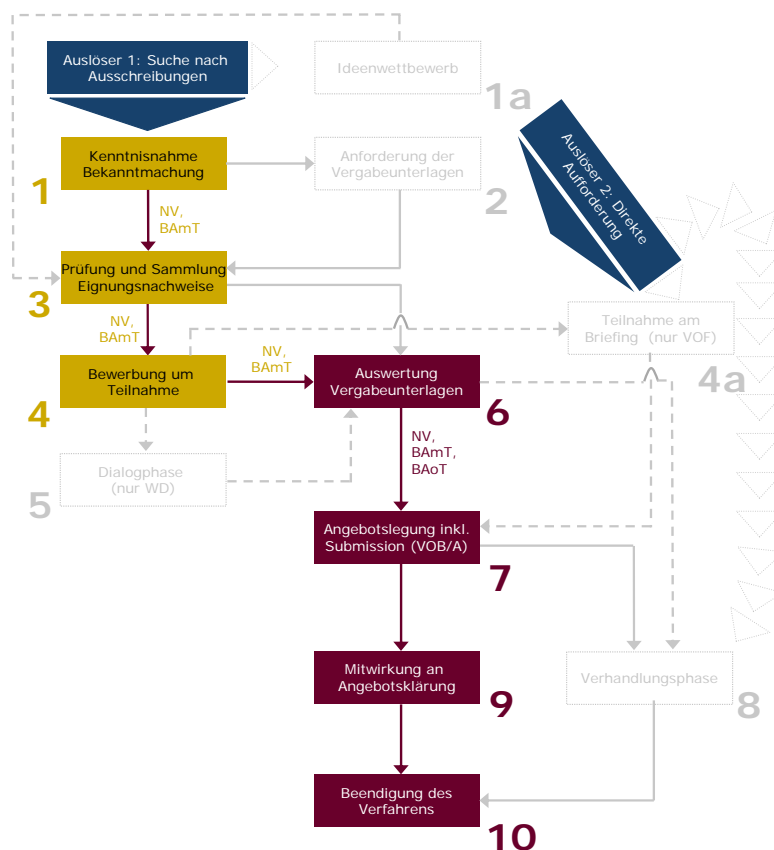 Auslöser 1: Suche nach
Ausschreibungen
Ideenwettbewerb
1a
Kenntnisnahme
Bekanntmachung
1
Anforderung der
Vergabeunterlagen
2
Auslöser 2: Direkte
Aufforderung
NV,
BAmT
Prüfung und Sammlung
Eignungsnachweise
3
NV,
BAmT
Teilnahme am
Briefing (nur VOF)
4a
Bewerbung um
Teilnahme
4
NV,
BAmT
Auswertung
Vergabeunterlagen
6
NV,
BAmT,
BAoT
Dialogphase
(nur WD)
5
Angebotslegung inkl.
Submission (VOB/A)
7
Mitwirkung an
Angebotsklärung
9
Verhandlungsphase
8
Beendigung des
Verfahrens
10